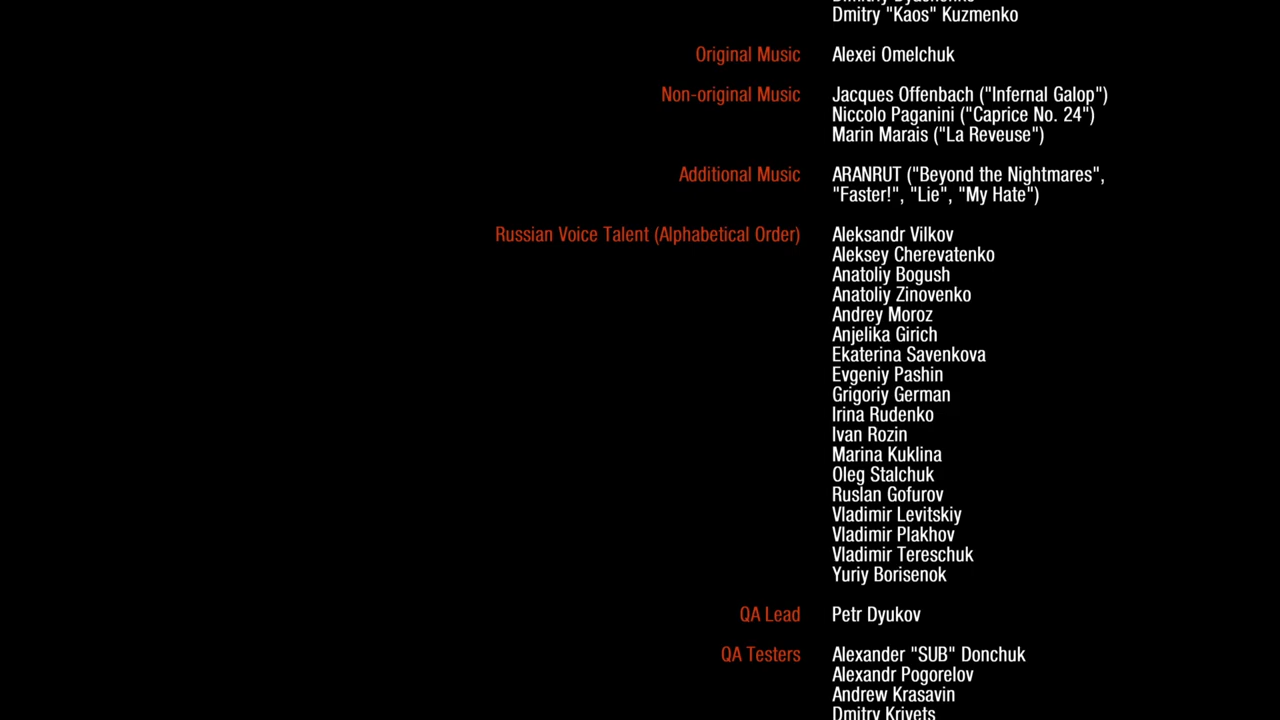 Dmitry "Kaos" Kuzmenko
Original Music Alexei Omelchuk
Non-original Music Jacques Offenbach ("Infernal Galop")
Niccolo Paganini ("Caprice No. 24")
Marin Marais ("La Reveuse")
Additional Music ARANRUT ("Beyond the Nightmares",
"Faster!", "Lie", "My Hate")
Russian Voice Talent (Alphabetical Order) Aleksandr Vilkov
Aleksey Cherevatenko
Anatoliy Bogush
Anatoliy Zinovenko
Andrey Moroz
Anjelika Girich
Ekaterina Savenkova
Evgeniy Pashin
Grigoriy German
Irina Rudenko
Ivan Rozin
Marina Kuklina
Oleg Stalchuk
Ruslan Gofurov
Vladimir Levitskiy
Vladimir Plakhov
Vladimir Tereschuk
Yuriy Borisenok
QA Lead Petr Dyukov
QA Testers Alexander "SUB" Donchuk
Alexandr Pogorelov
Andrew Krasavin
Dmitry Krivets